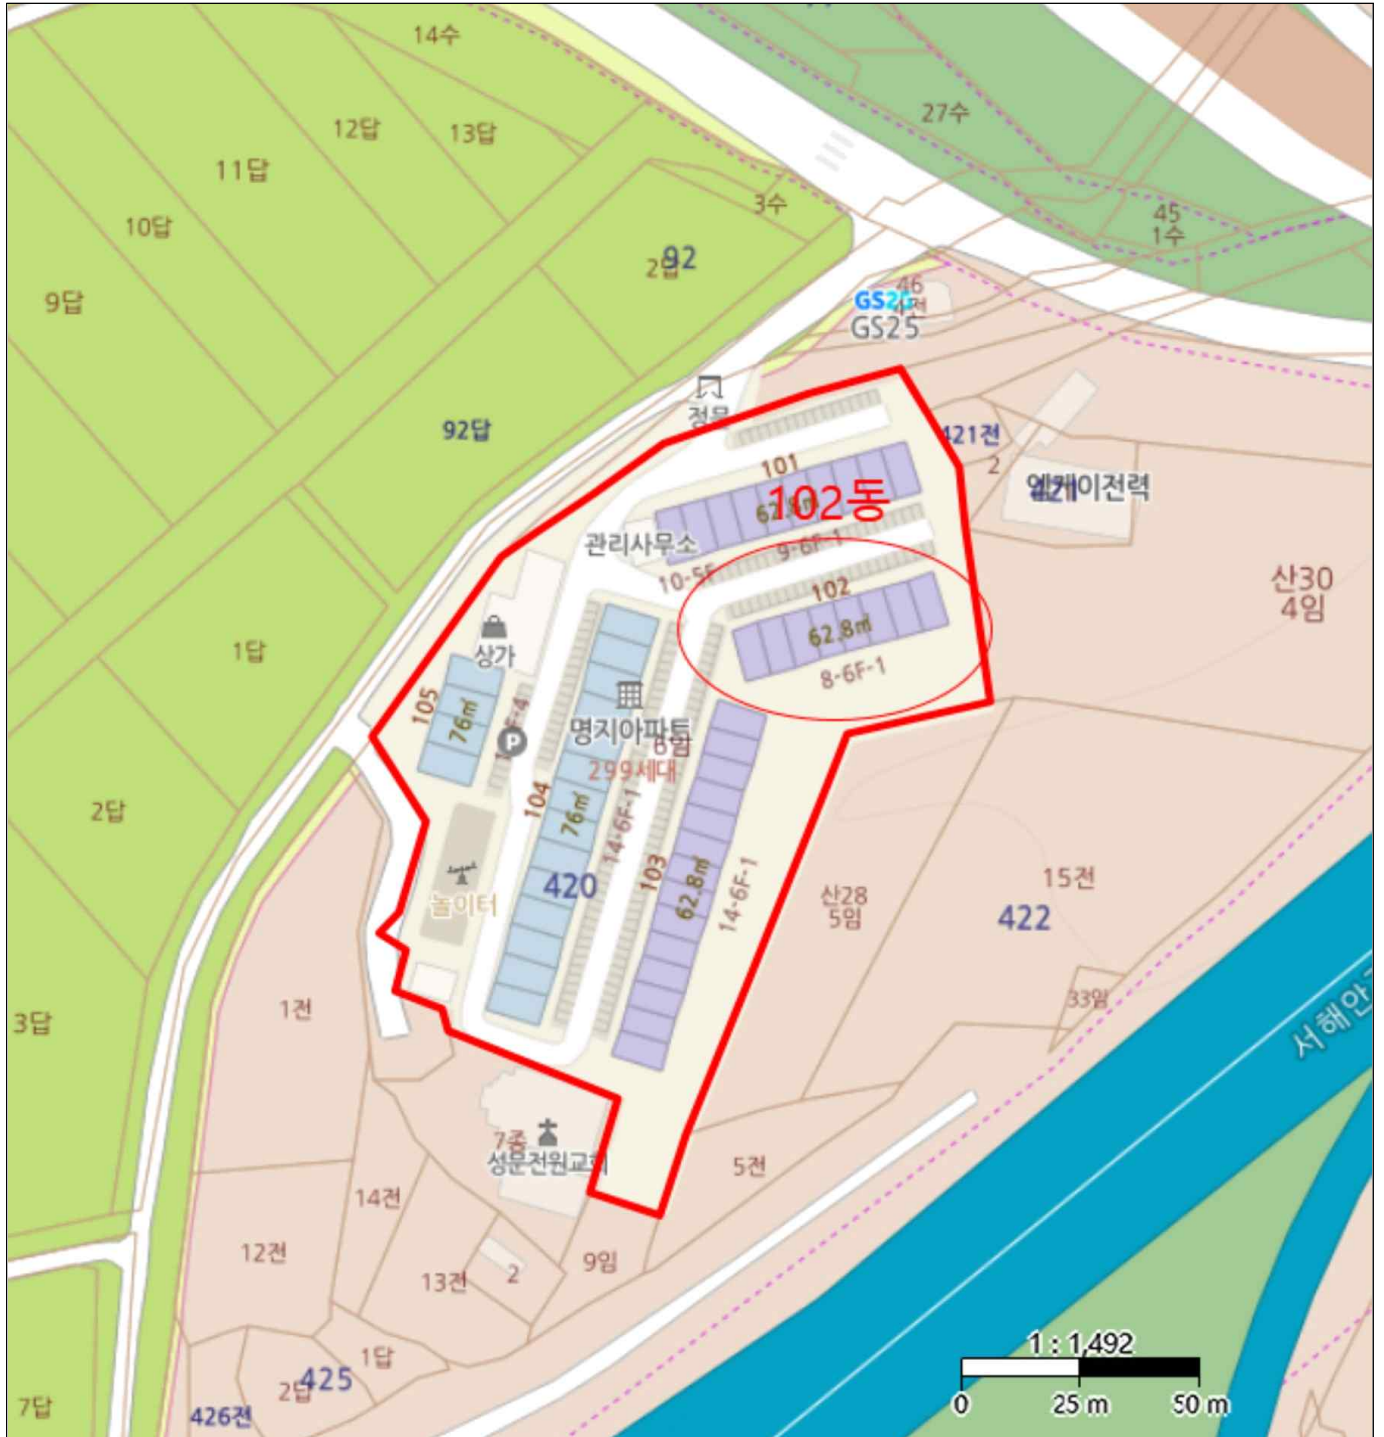 14수
12답
13답
27수
11답
10답
3수
45
1수
92
9답
46
GS25
92답
정문
421전
2
101
엘케이전력
102동
관리사무소
9-6F-1
산30
4임
102
62.8㎡
1답
상가
8-6F-1
105
76㎡
명지아파트
6임
299세대
104
76㎡
14-6F-1
2답
103
62.8㎡
14-6F-1
420
놀이터
15전
산28
5임
422
33임
3답
1전
7종
성문전원교회
5전
14전
12전
9임
13전
2
1 : 1,492
1답
2답
425
7답
426전
0
25 m
50 m